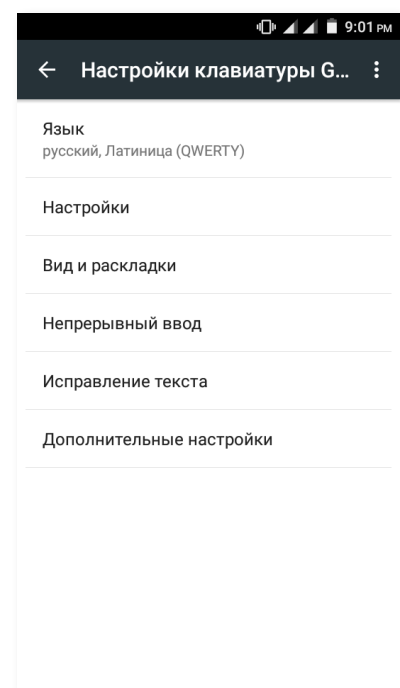 9:01 PM
Настройки клавиатуры G...
Язык
русский, Латиница (QWERTY)
Настройки
Вид и раскладки
Непрерывный ввод
Исправление текста
Дополнительные настройки